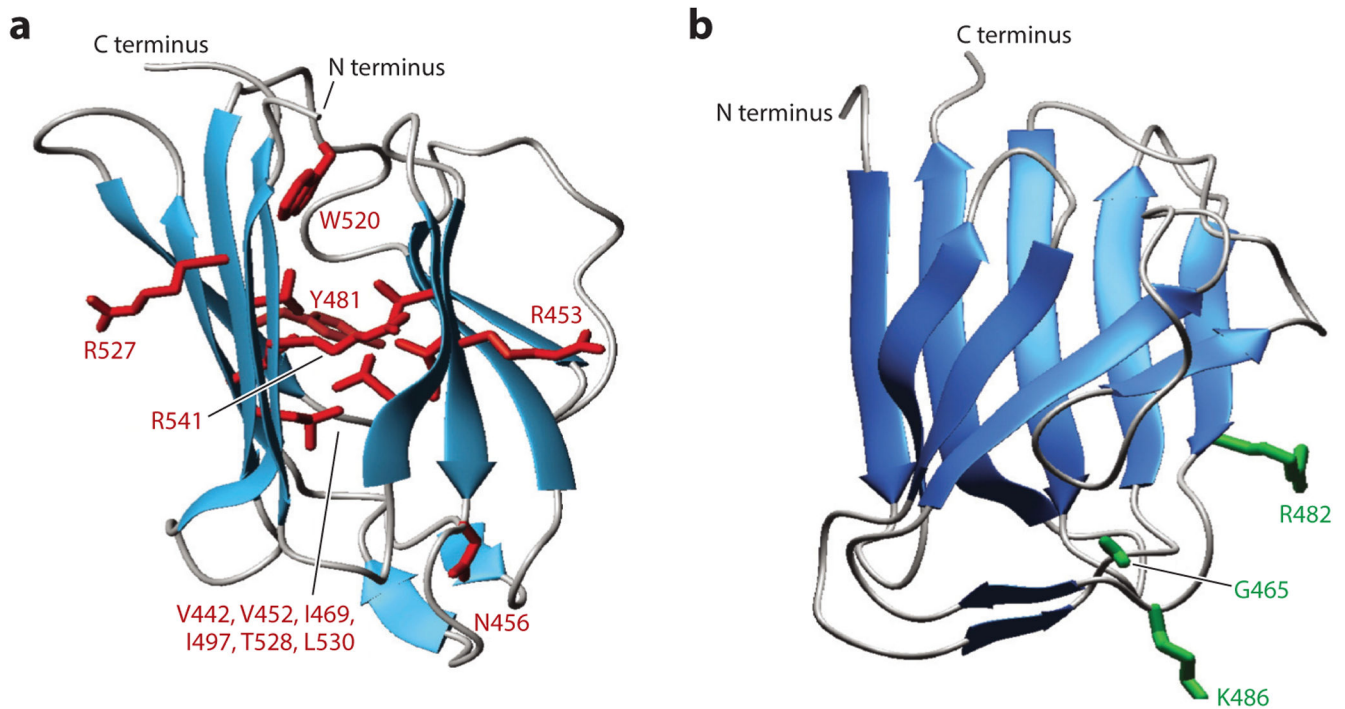 a
C terminus
N terminus
W520
Y481
R453
R527
R541
V442, V452, I469,
I497, T528, L530
N456
b
C terminus
N terminus
R482
G465
K486